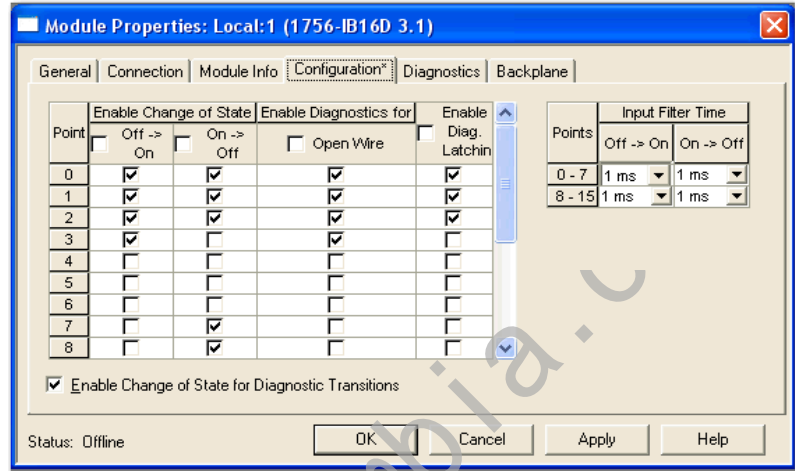 Module Properties: Local:1 (1756-IB16D 3.1)
General Connection Module Info Configuration* Diagnostics Backplane
Enable Change of State Enable Diagnostics for Enable Diag. Latchin
Point Off -> On On -> Off Open Wire
0
1
2
3
4
5
6
7
8
Input Filter Time
Points Off -> On On -> Off
0 - 7 1 ms 1 ms
8 - 15 1 ms 1 ms
Enable Change of State for Diagnostic Transitions
Status: Offline OK Cancel Apply Help